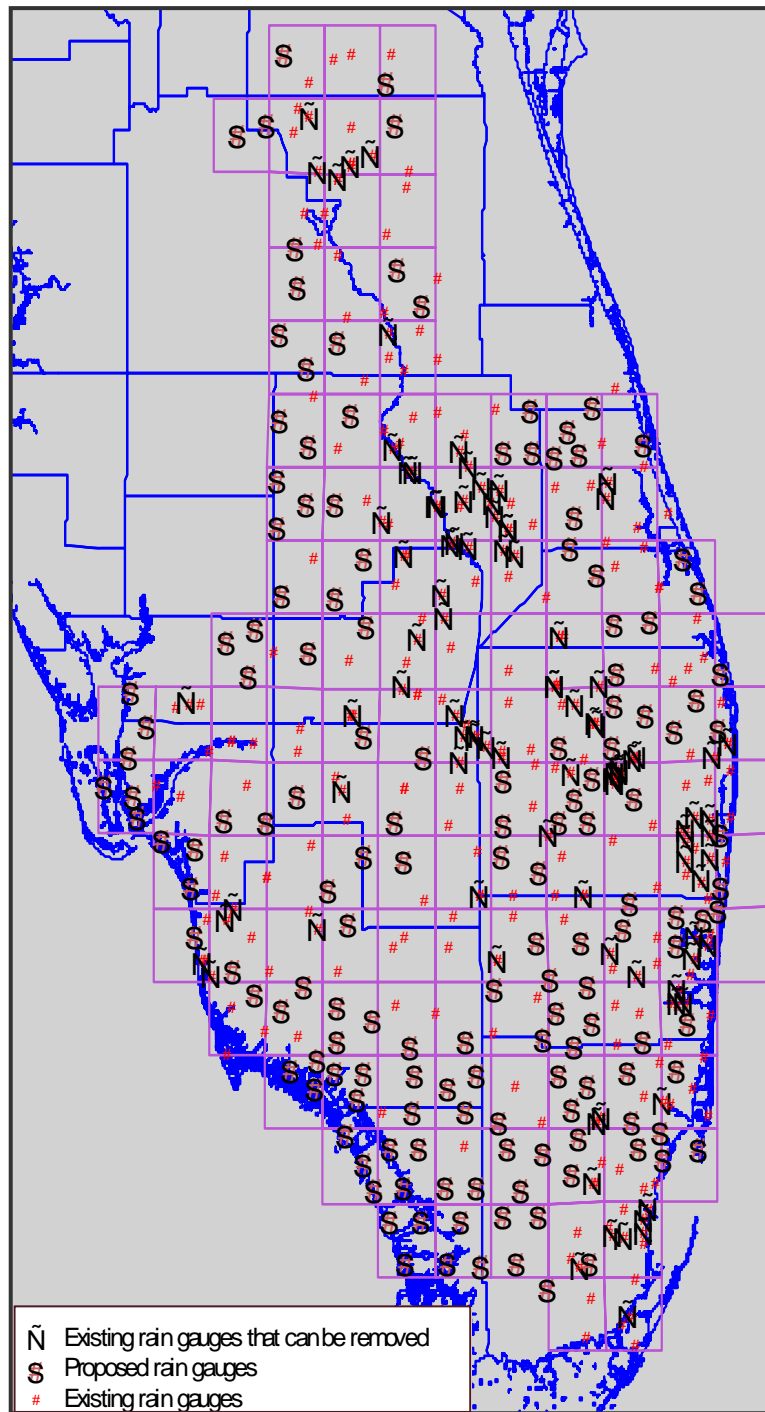 Ñ Existing rain gauges that can be removed
S Proposed rain gauges
# Existing rain gauges